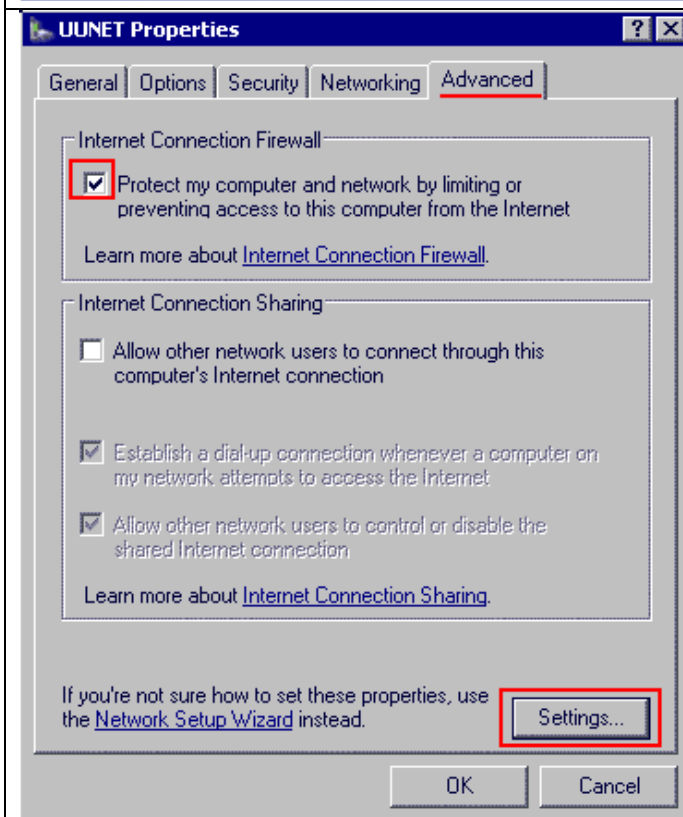 UUNET Properties
General Options Security Networking Advanced
Internet Connection Firewall
Protect my computer and network by limiting or
preventing access to this computer from the Internet
Learn more about Internet Connection Firewall.
Internet Connection Sharing
Allow other network users to connect through this
computer's Internet connection
Establish a dial-up connection whenever a computer on
my network attempts to access the Internet
Allow other network users to control or disable the
shared Internet connection
Learn more about Internet Connection Sharing.
If you're not sure how to set these properties, use
the Network Setup Wizard instead.
Settings...
OK Cancel